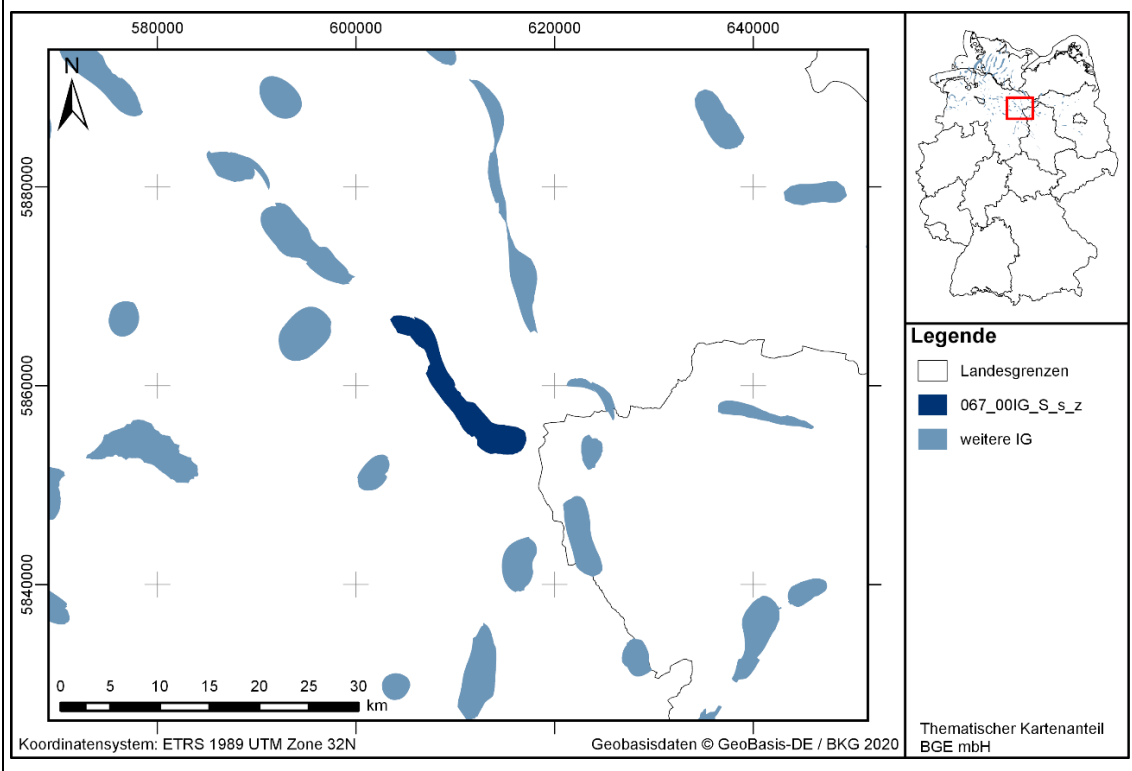 580000 600000 620000 640000
N
5880000
5860000
5840000
0 5 10 15 20 25 30
km
Koordinatensystem: ETRS 1989 UTM Zone 32N
Geobasisdaten © GeoBasis-DE / BKG 2020
Legende
Landesgrenzen
067_00IG_S_s_z
weitere IG
Thematischer Kartenanteil
BGE mbH